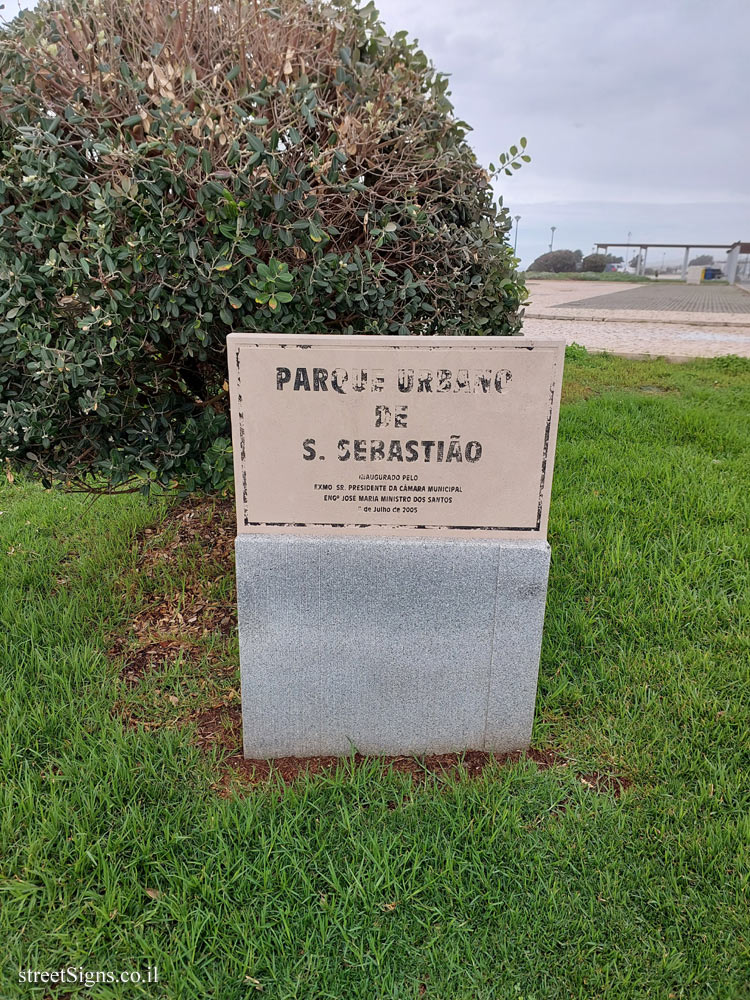 PARQUE URBANO
DE
S. SEBASTIÃO
INAUGURADO PELO
EXMO SR. PRESIDENTE DA CÂMARA MUNICIPAL
ENGº JOSE MARIA MINISTRO DOS SANTOS
de Julho de 2005
streetSigns.co.il